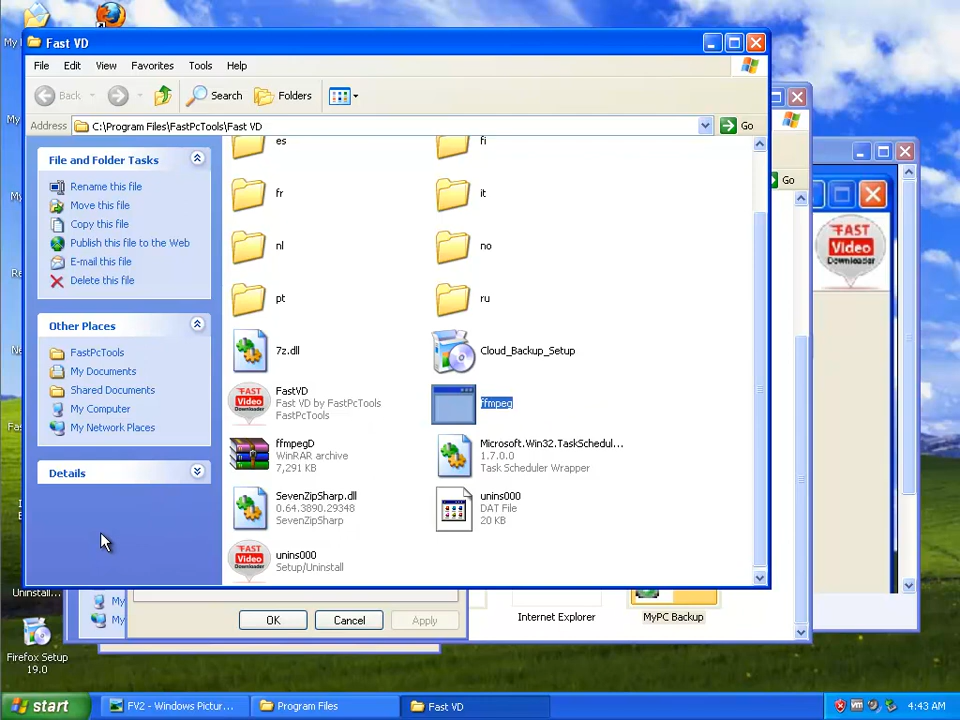 Fast VD
File Edit View Favorites Tools Help
Back Search Folders
Address C:\Program Files\FastPcTools\Fast VD Go
Go
File and Folder Tasks
Rename this file
Move this file
Copy this file
Publish this file to the Web
E-mail this file
Delete this file
Other Places
FastPcTools
My Documents
Shared Documents
My Computer
My Network Places
Details
es
fi
fr
it
nl
no
pt
ru
7z.dll
Cloud_Backup_Setup
FastVD
Fast VD by FastPcTools
FastPcTools
ffmpeg
ffmpegD
WinRAR archive
7,291 KB
Microsoft.Win32.TaskSchedul...
1.7.0.0
Task Scheduler Wrapper
SevenZipSharp.dll
0.64.3890.29348
SevenZipSharp
unins000
DAT File
20 KB
unins000
Setup/Uninstall
FAST
Video
Downloader
My
My
OK Cancel Apply
Internet Explorer
MyPC Backup
Uninstall...
Firefox Setup
19.0
start
FV2 - Windows Pictur...
Program Files
Fast VD
4:43 AM